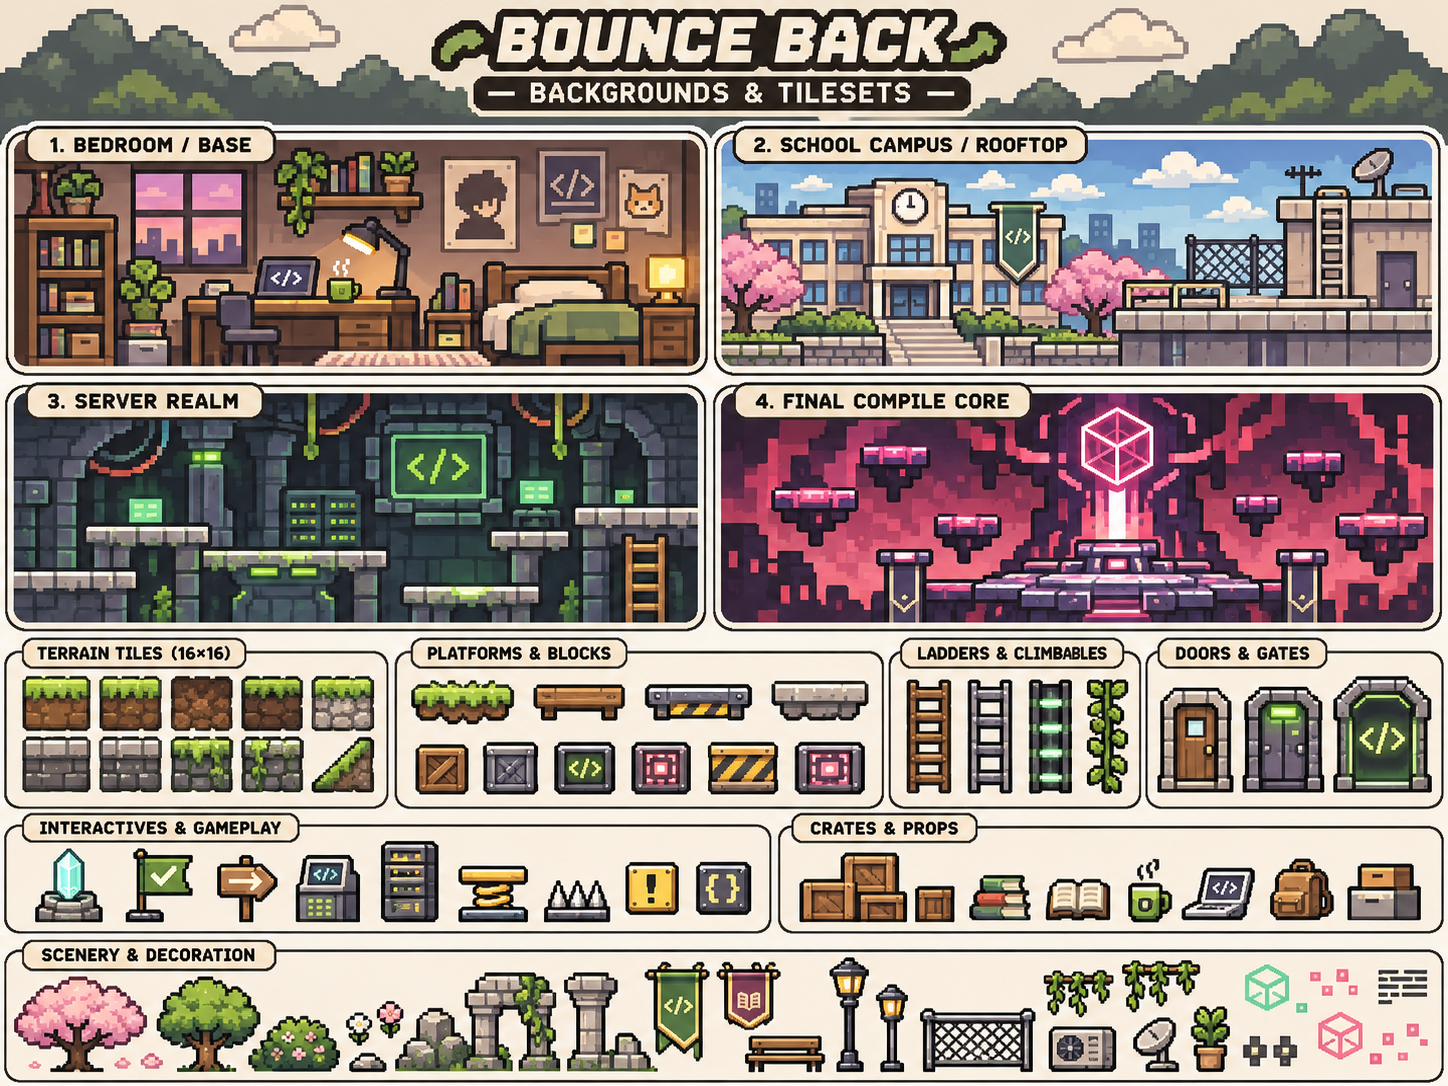 BOUNCE BACK
— BACKGROUNDS & TILESETS —
1. BEDROOM / BASE
2. SCHOOL CAMPUS / ROOFTOP
</>
</>
</>
3. SERVER REALM
4. FINAL COMPILE CORE
</>
TERRAIN TILES (16×16)
PLATFORMS & BLOCKS
LADDERS & CLIMBABLES
DOORS & GATES
</>
</>
INTERACTIVES & GAMEPLAY
CRATES & PROPS
</>
!
{}
</>
SCENERY & DECORATION
</>